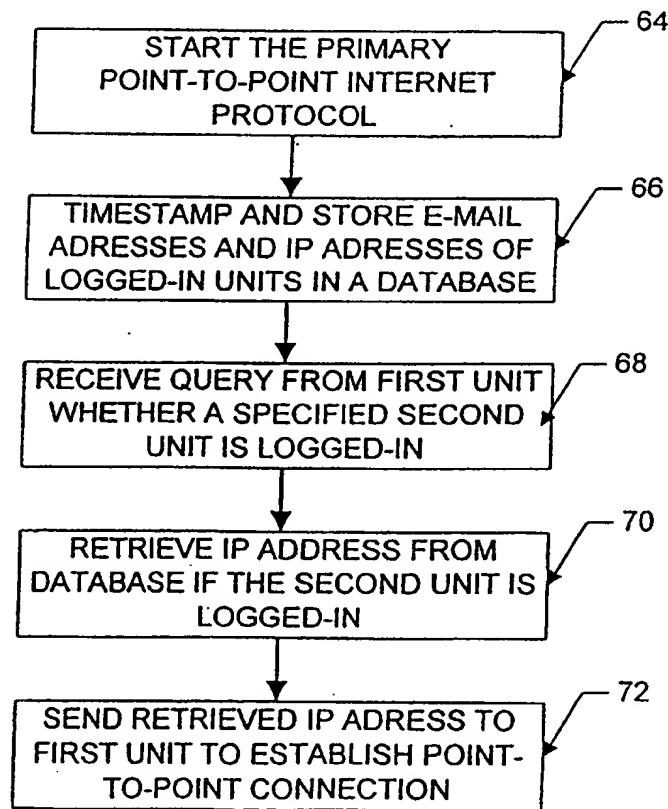 START THE PRIMARY
POINT-TO-POINT INTERNET
PROTOCOL
64
TIMESTAMP AND STORE E-MAIL
ADRESSES AND IP ADRESSES OF
LOGGED-IN UNITS IN A DATABASE
66
RECEIVE QUERY FROM FIRST UNIT
WHETHER A SPECIFIED SECOND
UNIT IS LOGGED-IN
68
RETRIEVE IP ADDRESS FROM
DATABASE IF THE SECOND UNIT IS
LOGGED-IN
70
SEND RETRIEVED IP ADRESS TO
FIRST UNIT TO ESTABLISH POINT-
TO-POINT CONNECTION
72